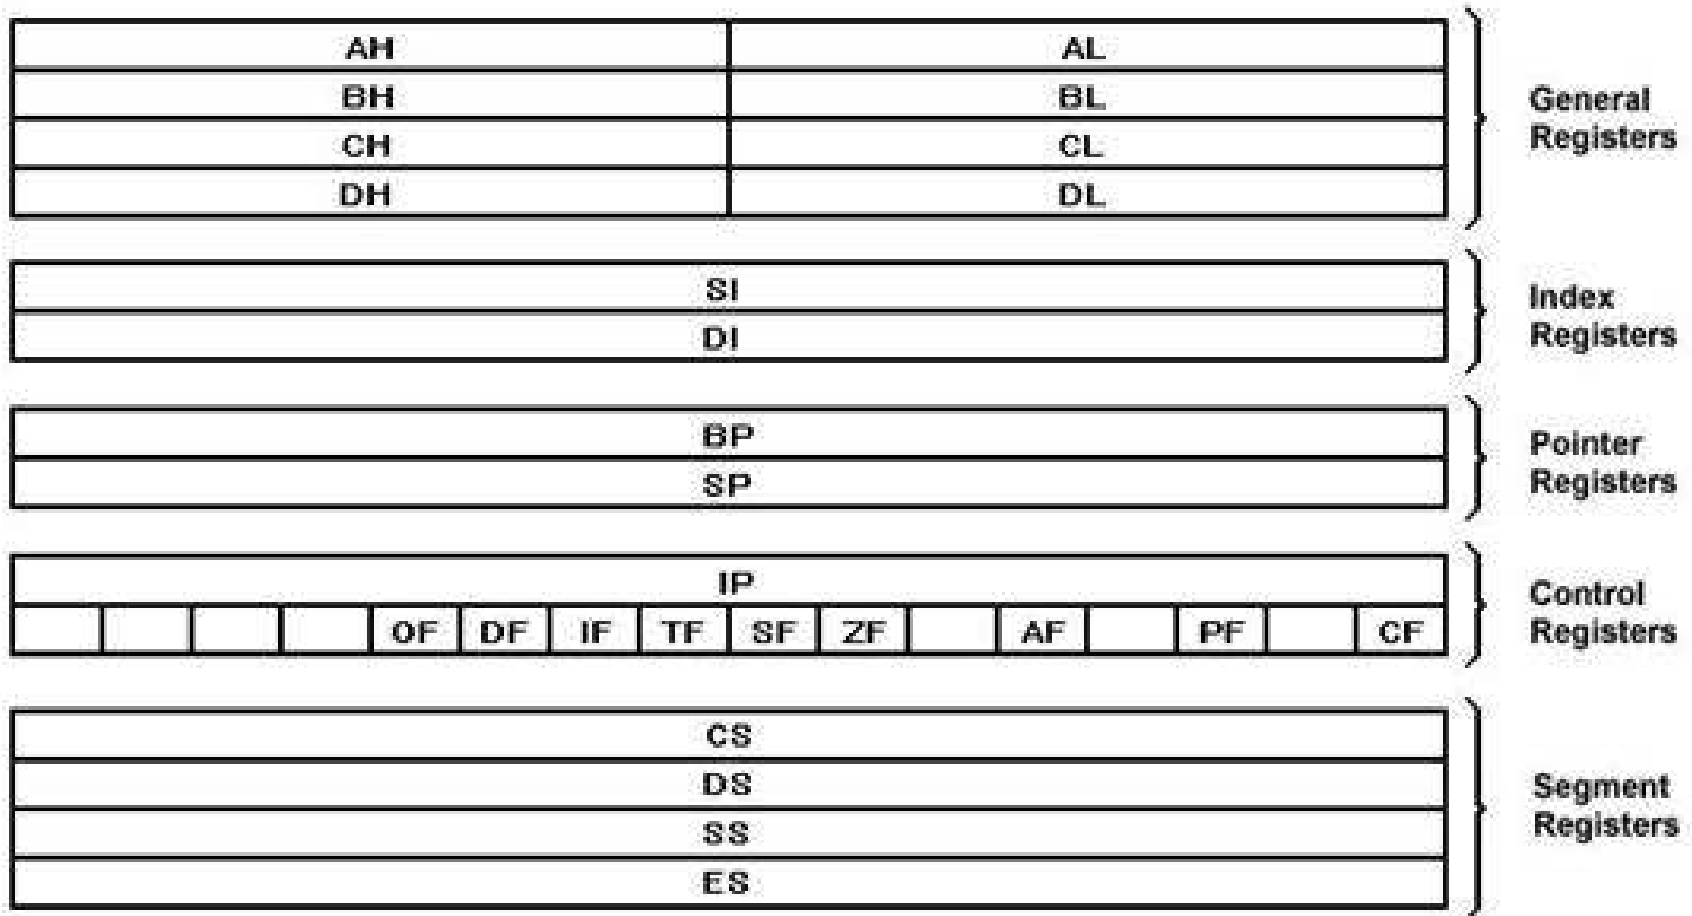 AH AL
BH BL
CH CL
DH DL
General
Registers
SI
DI
Index
Registers
BP
SP
Pointer
Registers
IP
OF DF IF TF SF ZF AF PF CF
Control
Registers
CS
DS
SS
ES
Segment
Registers